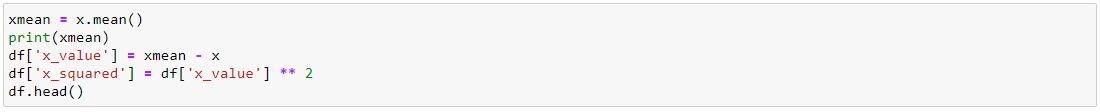 xmean = x.mean()
print(xmean)
df['x_value'] = xmean - x
df['x_squared'] = df['x_value'] ** 2
df.head()